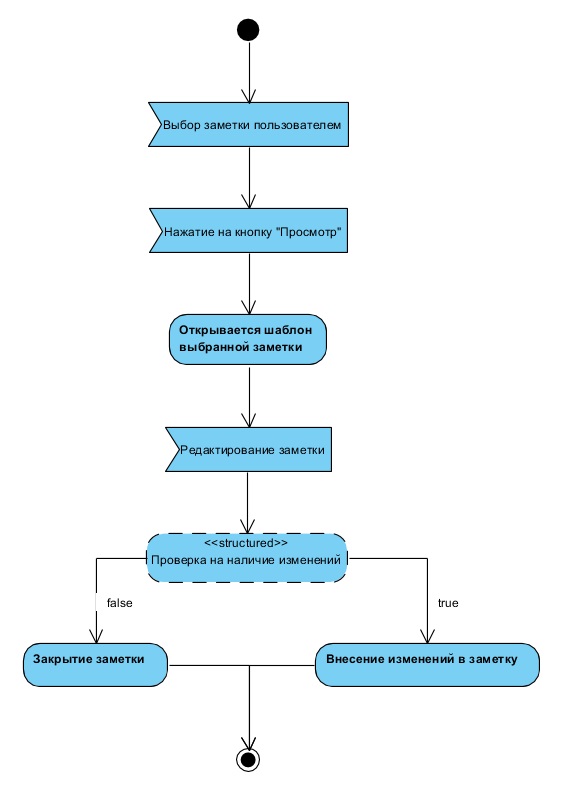 Выбор заметки пользователем
Нажатие на кнопку "Просмотр"
Открывается шаблон
выбранной заметки
Редактирование заметки
<<structured>>
Проверка на наличие изменений
false
true
Закрытие заметки
Внесение изменений в заметку